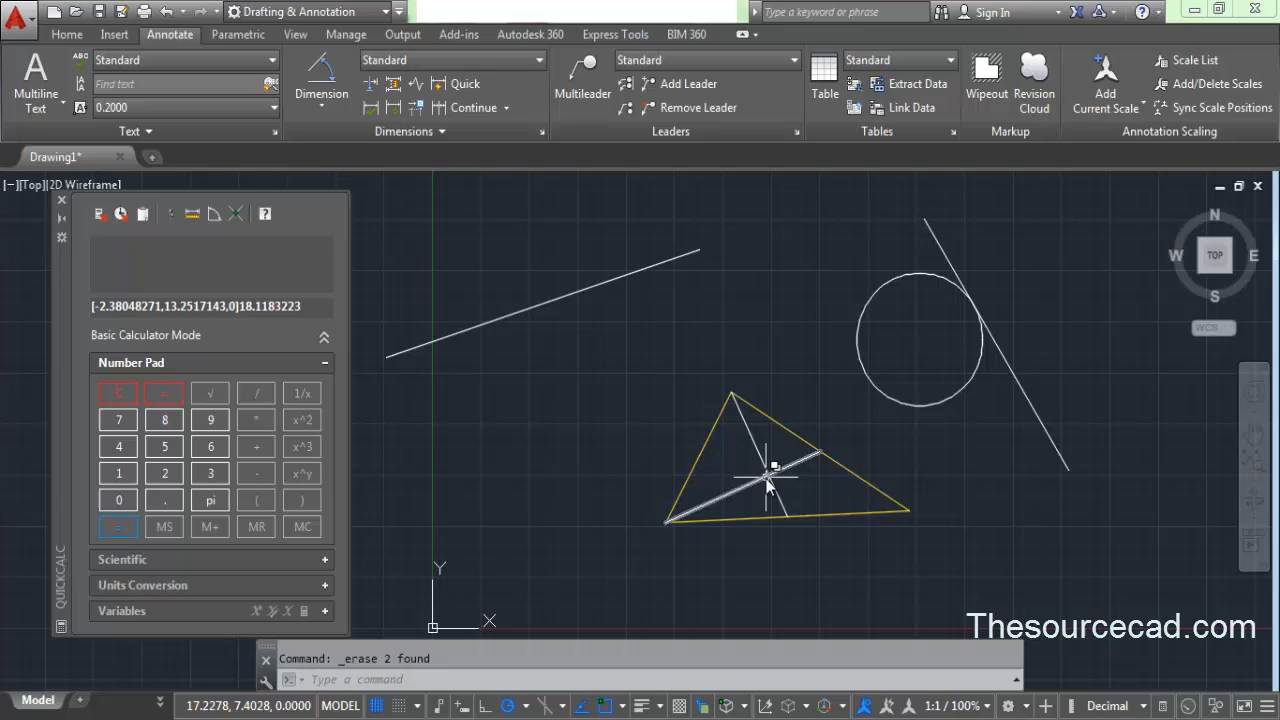 Drafting & Annotation
Type a keyword or phrase
Sign In
Home Insert Annotate Parametric View Manage Output Add-ins Autodesk 360 Express Tools BIM 360
A
Multiline
Text
ABC
Standard
Find text
A
0.2000
Text
Dimension
Standard
Quick
Continue
Dimensions
Multileader
Standard
Add Leader
Remove Leader
Leaders
Table
Standard
Extract Data
Link Data
Tables
Wipeout
Revision
Cloud
Markup
Add
Current Scale
Scale List
Add/Delete Scales
Sync Scale Positions
Annotation Scaling
Drawing1*
[−][Top][2D Wireframe]
[-2.38048271,13.2517143,0]18.1183223
Basic Calculator Mode
Number Pad
C √ / 1/x
7 8 9 * x^2
4 5 6 + x^3
1 2 3 - x^y
0 . pi ( )
= MS M+ MR MC
Scientific
Units Conversion
Variables
QUICKCALC
N
W TOP E
S
WCS
Y
X
Thesourcecad.com
Command: _erase 2 found
Type a command
Model
17.2278, 7.4028, 0.0000 MODEL
1:1 / 100%
Decimal